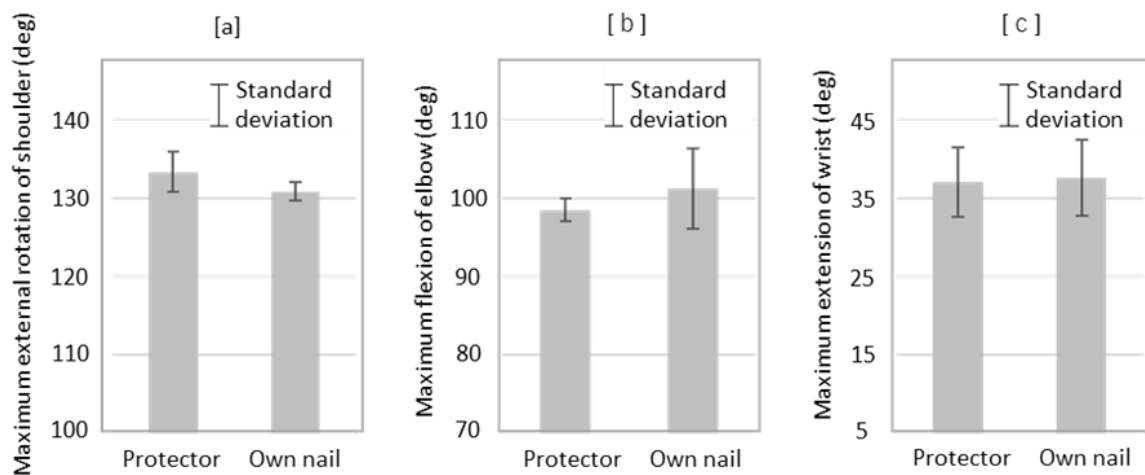 [a]
Maximum external rotation of shoulder (deg)
Standard
deviation
140
130
120
110
100
Protector Own nail
[ b ]
Maximum flexion of elbow (deg)
Standard
deviation
110
100
90
80
70
Protector Own nail
[ c ]
Maximum extension of wrist (deg)
Standard
deviation
45
35
25
15
5
Protector Own nail